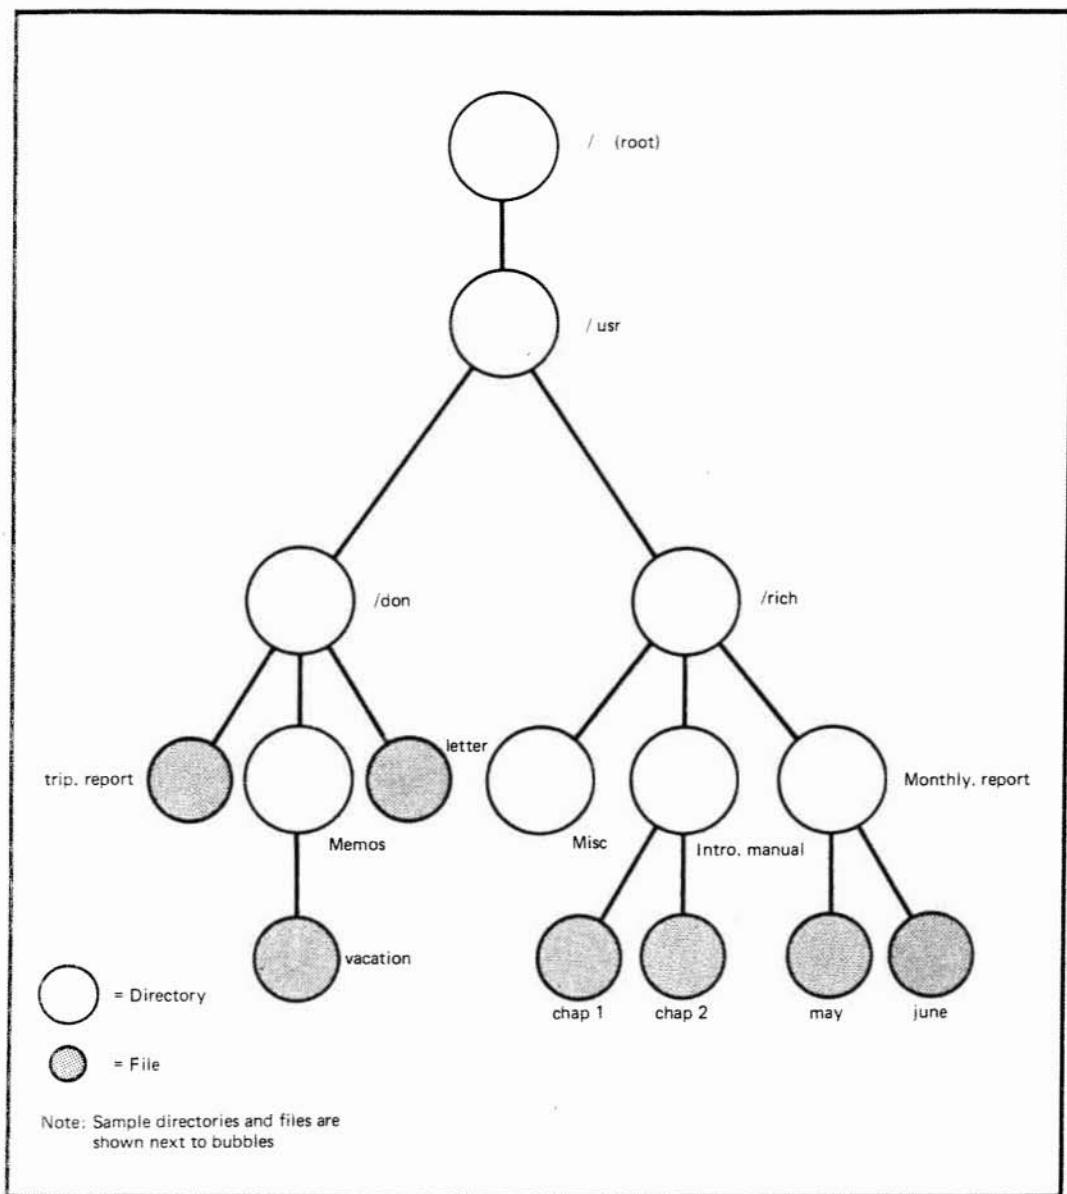 / (root)
/ usr
/don
/rich
trip. report
letter
Memos
Misc
Intro. manual
Monthly. report
vacation
chap 1
chap 2
may
june
= Directory
= File
Note: Sample directories and files are
shown next to bubbles